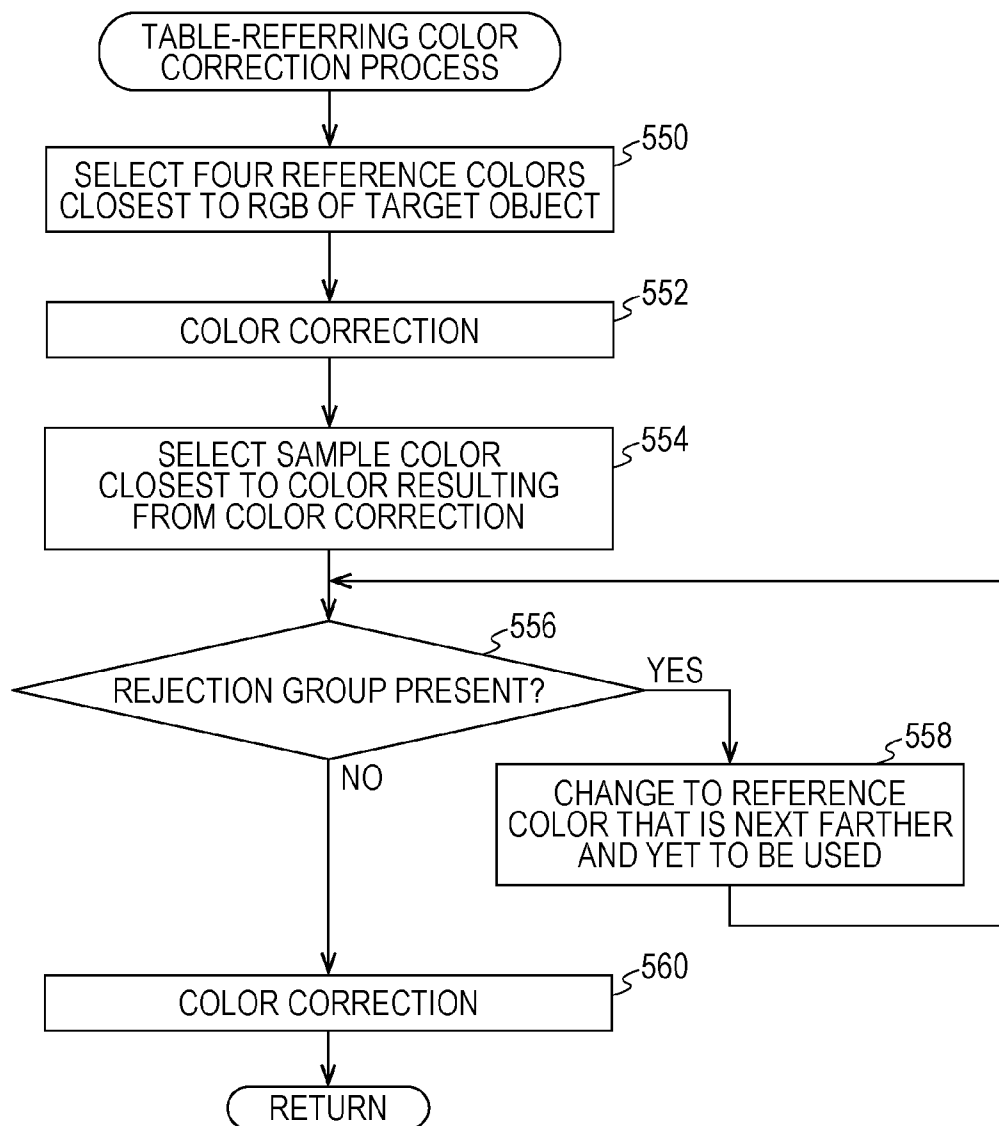 TABLE-REFERRING COLOR
CORRECTION PROCESS
550
SELECT FOUR REFERENCE COLORS
CLOSEST TO RGB OF TARGET OBJECT
552
COLOR CORRECTION
554
SELECT SAMPLE COLOR
CLOSEST TO COLOR RESULTING
FROM COLOR CORRECTION
556
REJECTION GROUP PRESENT?
YES
NO
558
CHANGE TO REFERENCE
COLOR THAT IS NEXT FARTHER
AND YET TO BE USED
560
COLOR CORRECTION
RETURN